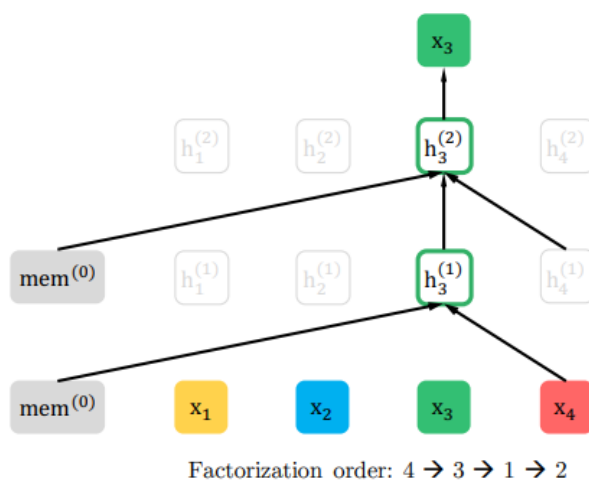 x₃
h₁⁽²⁾ h₂⁽²⁾ h₃⁽²⁾ h₄⁽²⁾
mem⁽⁰⁾ h₁⁽¹⁾ h₂⁽¹⁾ h₃⁽¹⁾ h₄⁽¹⁾
mem⁽⁰⁾ x₁ x₂ x₃ x₄
Factorization order: 4 → 3 → 1 → 2